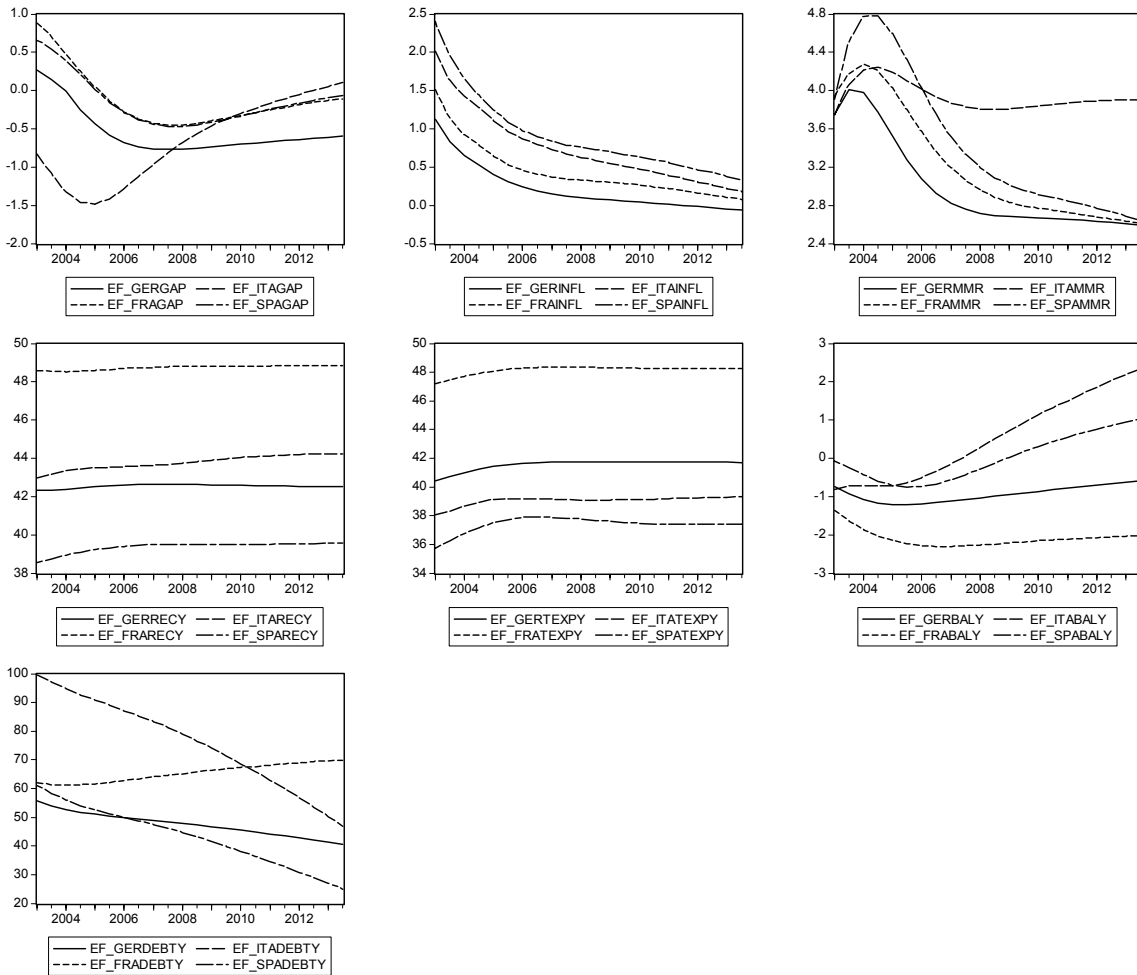 1.0
0.5
0.0
-0.5
-1.0
-1.5
-2.0
2004 2006 2008 2010 2012
EF_GERGAP EF_ITAGAP
EF_FRAGAP EF_SPAGAP
2.5
2.0
1.5
1.0
0.5
0.0
-0.5
2004 2006 2008 2010 2012
EF_GERINFL EF_ITAINFL
EF_FRAINFL EF_SPAINFL
4.8
4.4
4.0
3.6
3.2
2.8
2.4
2004 2006 2008 2010 2012
EF_GERMMR EF_ITAMMR
EF_FRAMMR EF_SPAMMR
50
48
46
44
42
40
38
2004 2006 2008 2010 2012
EF_GERRECY EF_ITARECY
EF_FRARECY EF_SPARECY
50
48
46
44
42
40
38
36
34
2004 2006 2008 2010 2012
EF_GERTEXPY EF_ITATEXPY
EF_FRATEXPY EF_SPATEXPY
3
2
1
0
-1
-2
-3
2004 2006 2008 2010 2012
EF_GERBALY EF_ITABALY
EF_FRABALY EF_SPABALY
100
90
80
70
60
50
40
30
20
2004 2006 2008 2010 2012
EF_GERDEBTY EF_ITADEBTY
EF_FRADEBTY EF_SPADEBTY